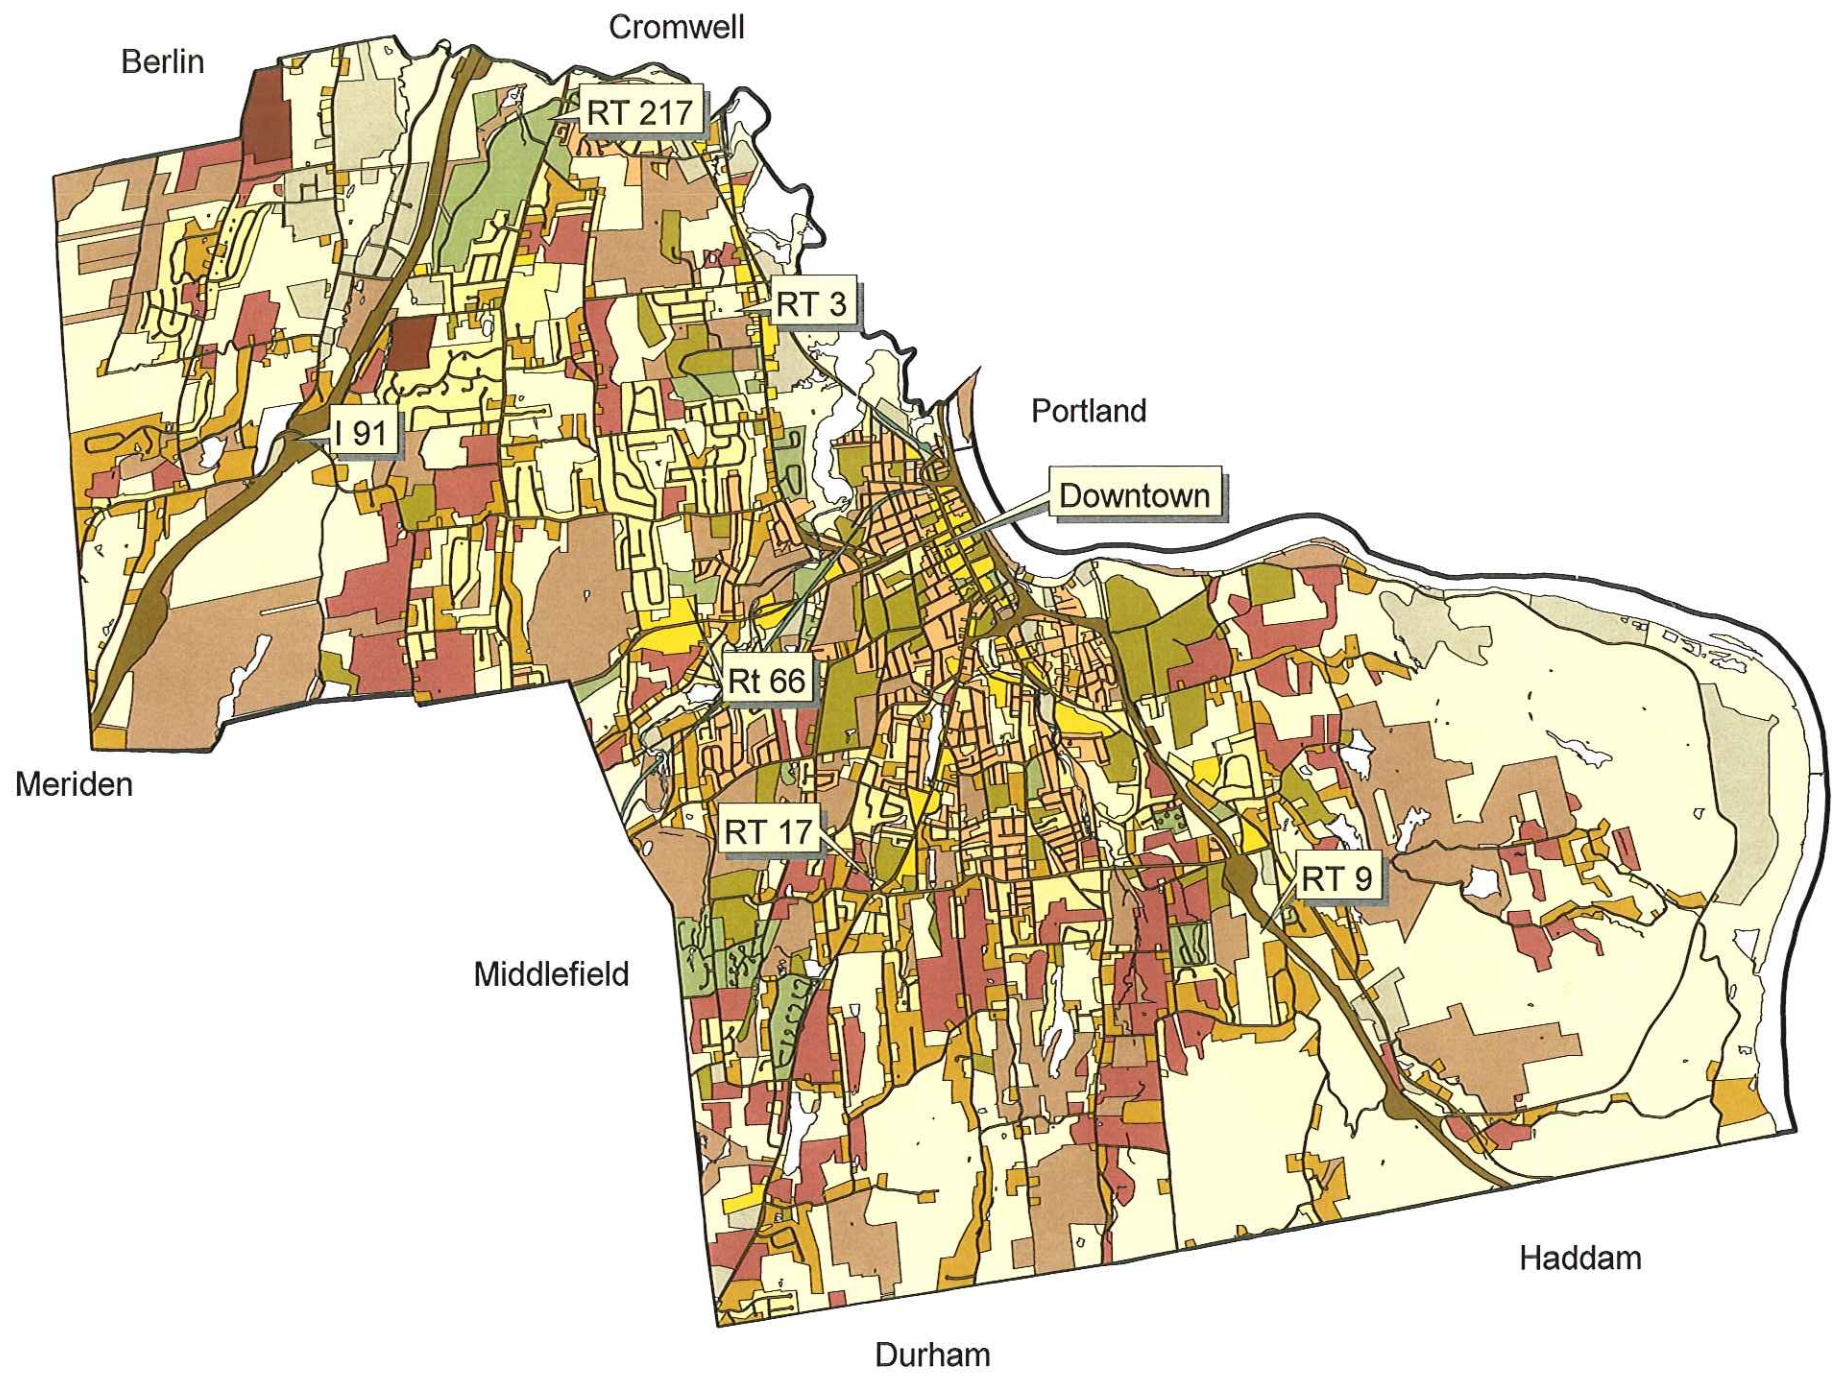 Cromwell
Berlin
RT 217
RT 3
Portland
I 91
Downtown
Rt 66
Meriden
RT 17
RT 9
Middlefield
Haddam
Durham